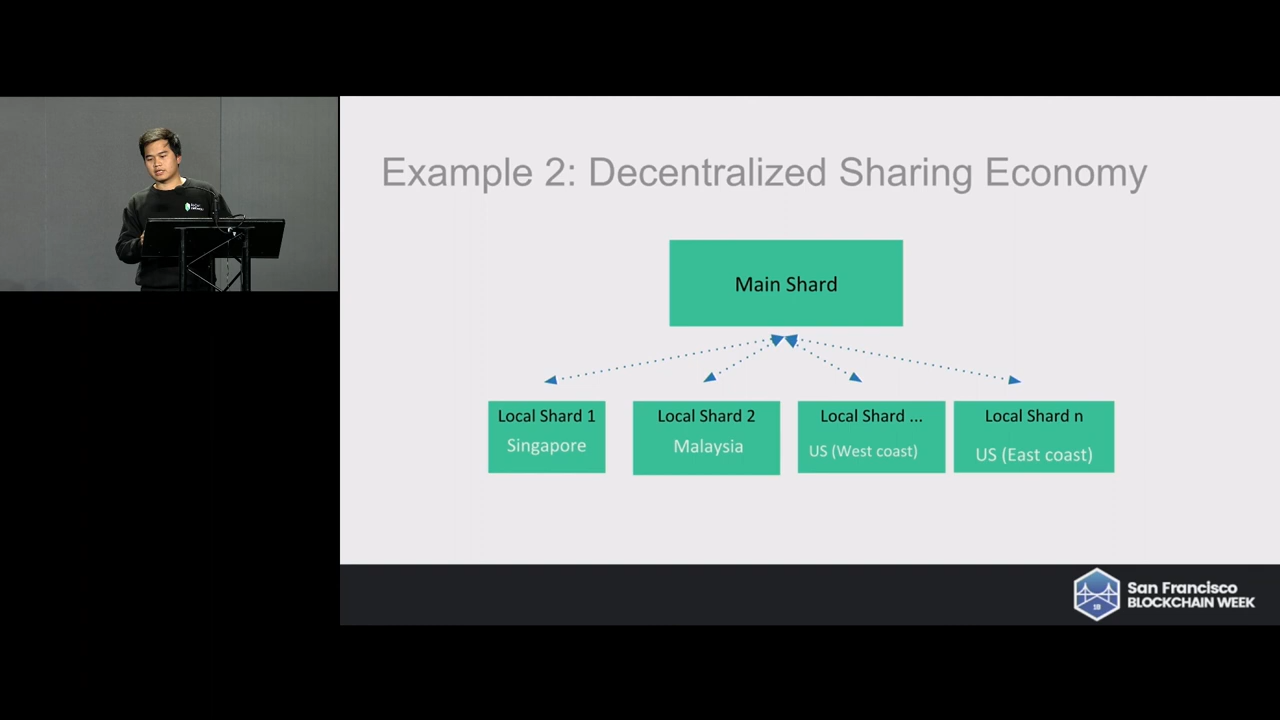 Example 2: Decentralized Sharing Economy
Main Shard
Local Shard 1
Singapore
Local Shard 2
Malaysia
Local Shard ...
US (West coast)
Local Shard n
US (East coast)
San Francisco
BLOCKCHAIN WEEK